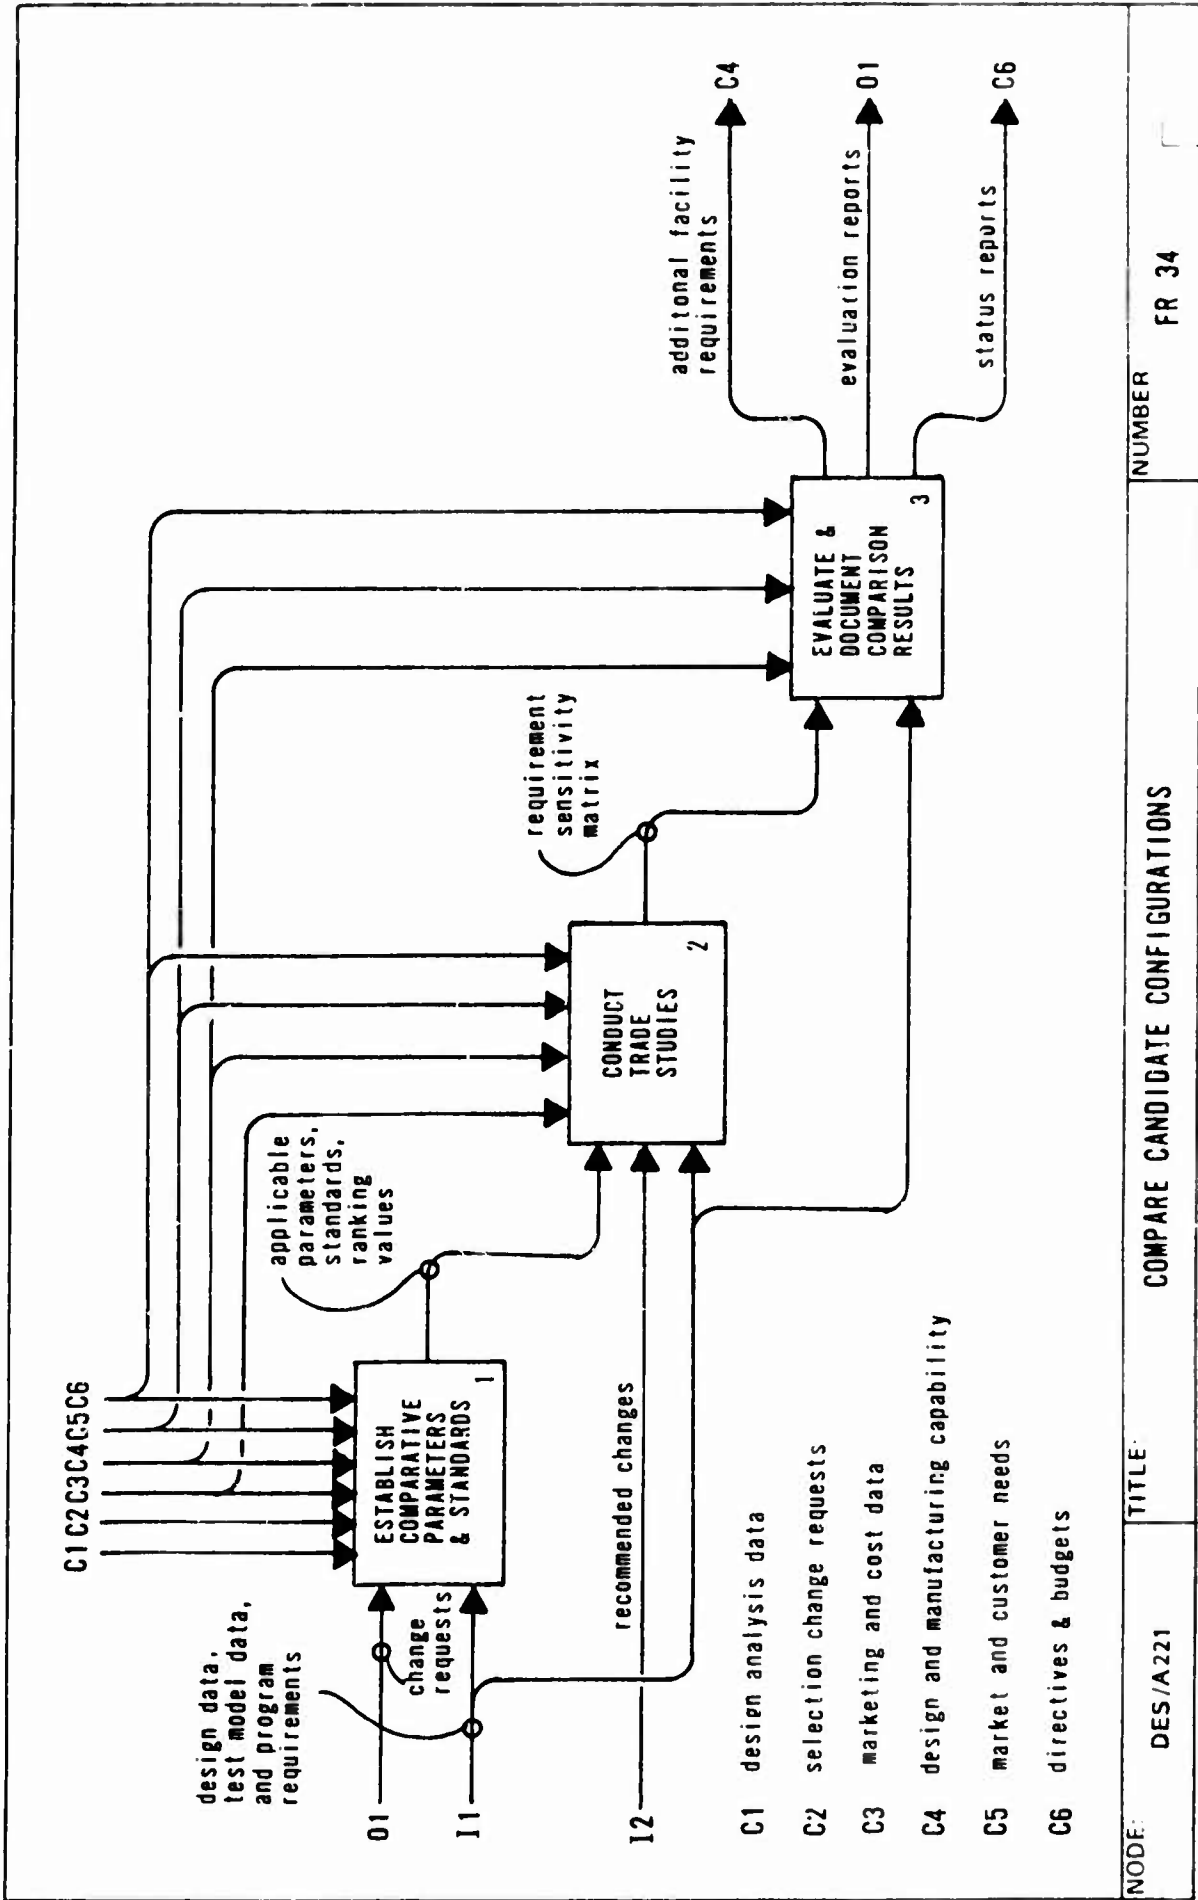 C1 C2 C3 C4 C5 C6
design data,
test model data,
and program
requirements
O1
I1
I2
change
requests
ESTABLISH
COMPARATIVE
PARAMETERS
& STANDARDS
1
applicable
parameters,
standards,
ranking
values
recommended changes
CONDUCT
TRADE
STUDIES
2
requirement
sensitivity
matrix
EVALUATE &
DOCUMENT
COMPARISON
RESULTS
3
additonal facility
requirements
C4
evaluation reports
O1
status reports
C6
C1 design analysis data
C2 selection change requests
C3 marketing and cost data
C4 design and manufacturing capability
C5 market and customer needs
C6 directives & budgets
NODE: DES/A221
TITLE: COMPARE CANDIDATE CONFIGURATIONS
NUMBER FR 34